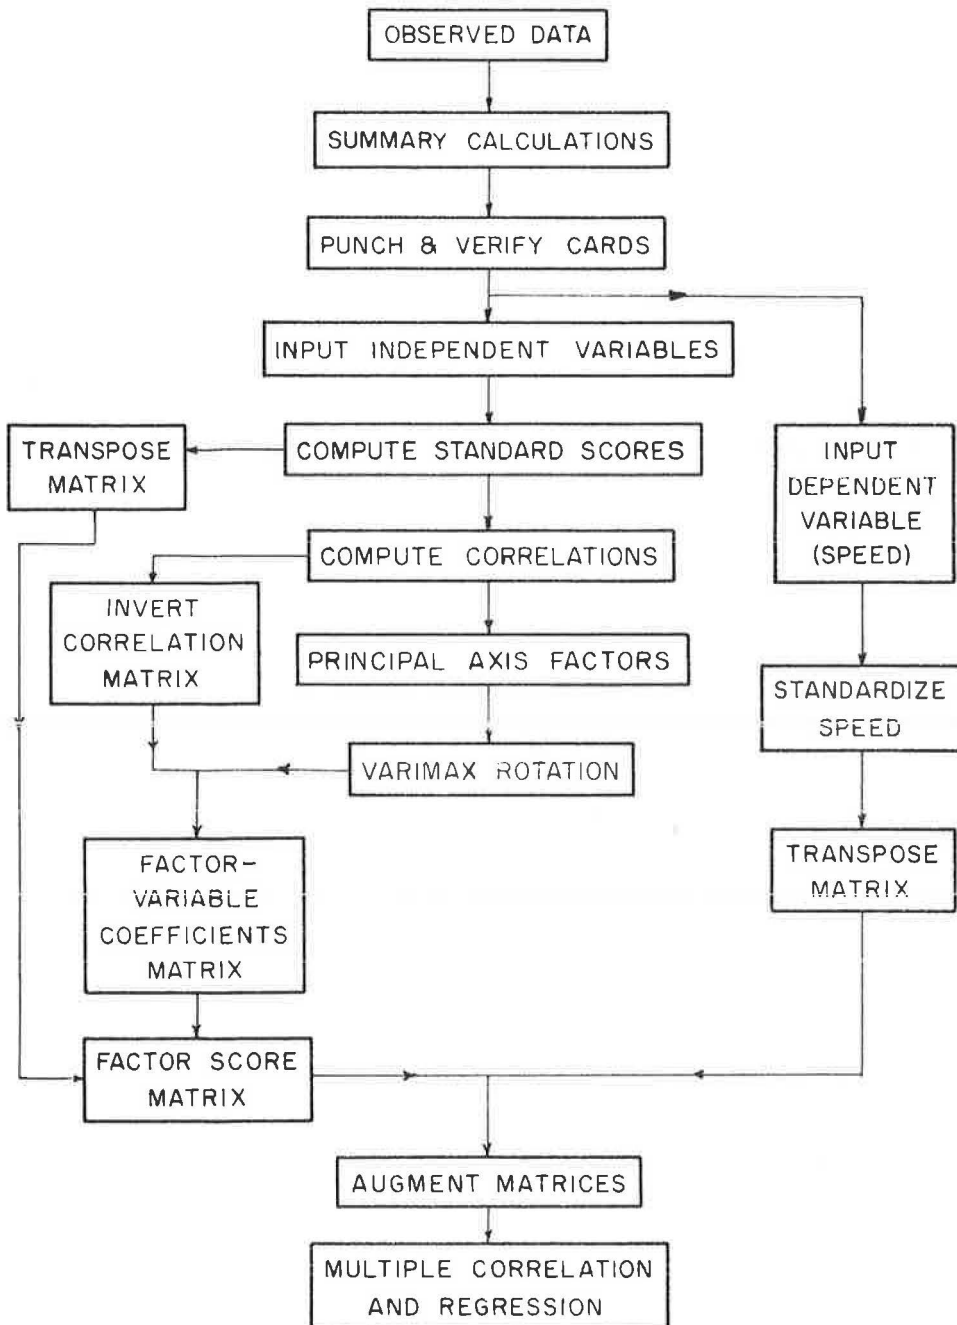 OBSERVED DATA
SUMMARY CALCULATIONS
PUNCH & VERIFY CARDS
INPUT INDEPENDENT VARIABLES
COMPUTE STANDARD SCORES
TRANSPOSE
MATRIX
INPUT
DEPENDENT
VARIABLE
(SPEED)
COMPUTE CORRELATIONS
INVERT
CORRELATION
MATRIX
PRINCIPAL AXIS FACTORS
STANDARDIZE
SPEED
VARIMAX ROTATION
FACTOR-
VARIABLE
COEFFICIENTS
MATRIX
TRANSPOSE
MATRIX
FACTOR SCORE
MATRIX
AUGMENT MATRICES
MULTIPLE CORRELATION
AND REGRESSION